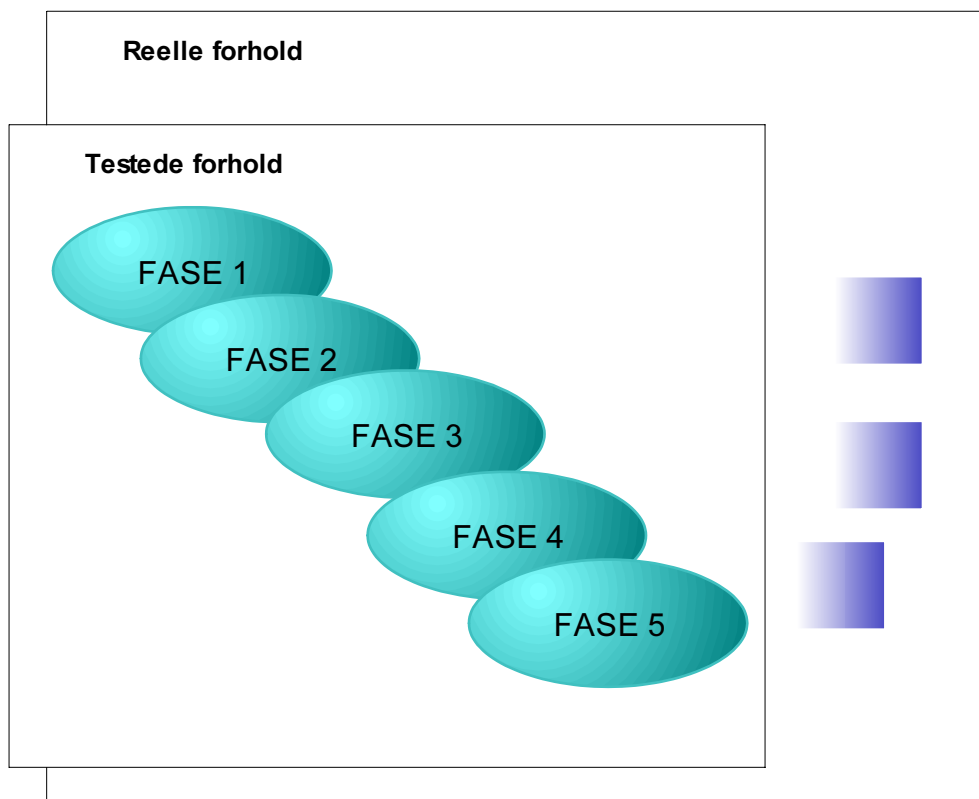 Reelle forhold
Testede forhold
FASE 1
FASE 2
FASE 3
FASE 4
FASE 5